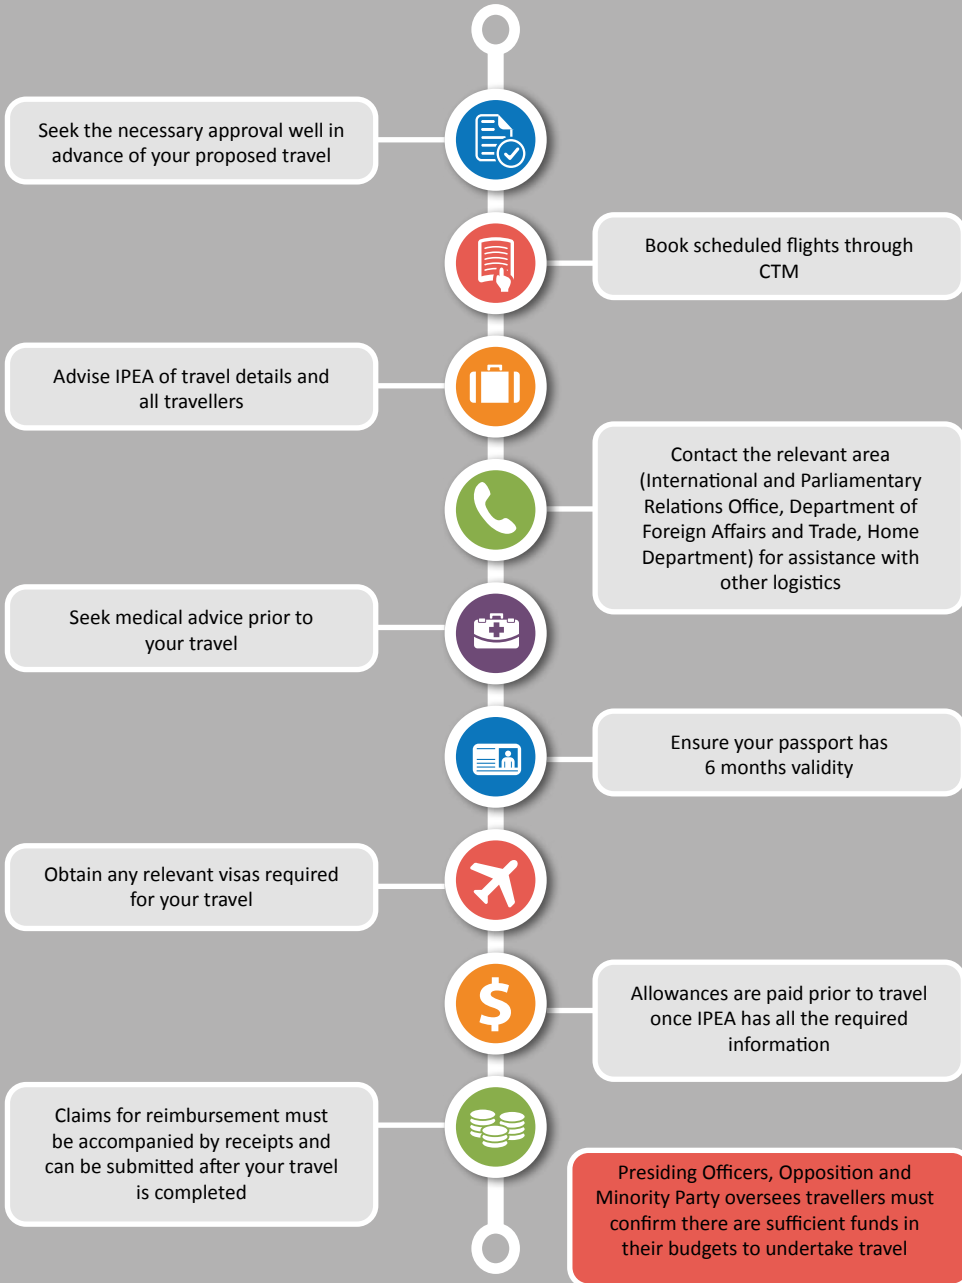 Seek the necessary approval well in
advance of your proposed travel
Book scheduled flights through
CTM
Advise IPEA of travel details and
all travellers
Contact the relevant area
(International and Parliamentary
Relations Office, Department of
Foreign Affairs and Trade, Home
Department) for assistance with
other logistics
Seek medical advice prior to
your travel
Ensure your passport has
6 months validity
Obtain any relevant visas required
for your travel
$
Allowances are paid prior to travel
once IPEA has all the required
information
Claims for reimbursement must
be accompanied by receipts and
can be submitted after your travel
is completed
Presiding Officers, Opposition and
Minority Party oversees travellers must
confirm there are sufficient funds in
their budgets to undertake travel